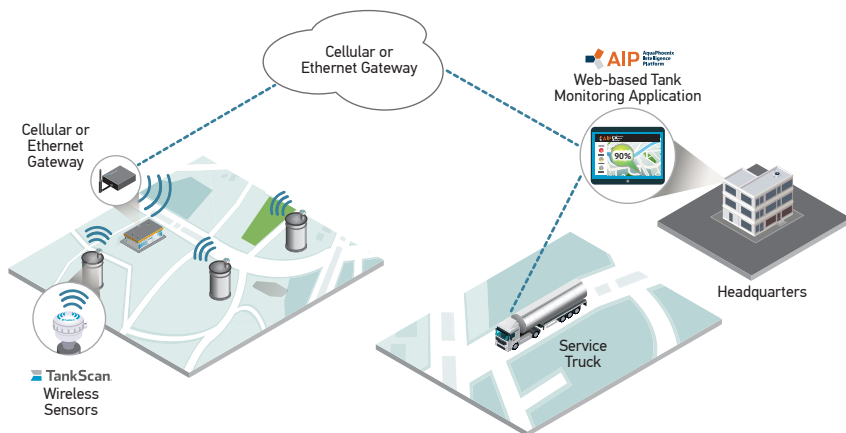 Cellular or
Ethernet Gateway
AIP AquaPhoenix
Intelligence
Platform
Web-based Tank
Monitoring Application
Cellular or
Ethernet
Gateway
90%
Headquarters
Service
Truck
TankScan
Wireless
Sensors